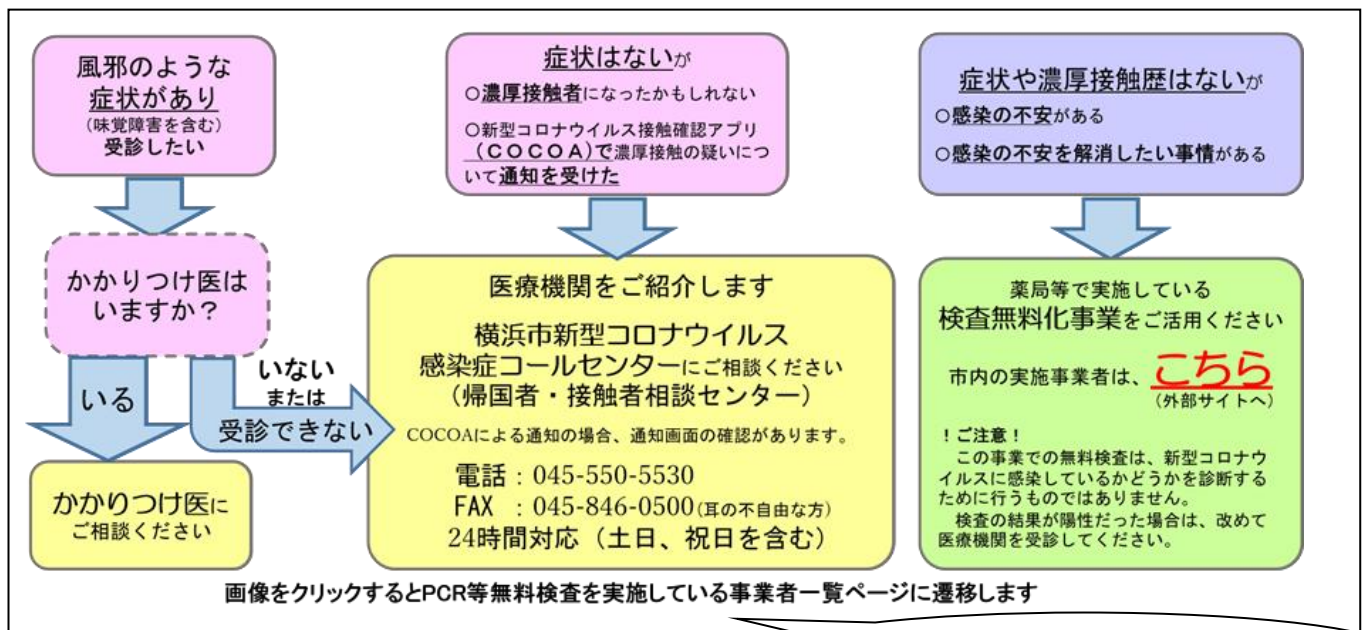 風邪のような
症状があり
（味覚障害を含む）
受診したい
かかりつけ医は
いますか？
いる
いない
または
受診できない
かかりつけ医に
ご相談ください
症状はないが
○濃厚接触者になったかもしれない
○新型コロナウイルス接触確認アプリ
（ＣＯＣＯＡ）で濃厚接触の疑いにつ
いて通知を受けた
医療機関をご紹介します
横浜市新型コロナウイルス
感染症コールセンターにご相談ください
（帰国者・接触者相談センター）
COCOAによる通知の場合、通知画面の確認があります。
電話：045-550-5530
FAX ：045-846-0500（耳の不自由な方）
24時間対応（土日、祝日を含む）
症状や濃厚接触歴はないが
○感染の不安がある
○感染の不安を解消したい事情がある
薬局等で実施している
検査無料化事業をご活用ください
市内の実施事業者は、こちら
（外部サイトへ）
！ご注意！
この事業での無料検査は、新型コロナウ
イルスに感染しているかどうかを診断する
ために行うものではありません。
検査の結果が陽性だった場合は、改めて
医療機関を受診してください。
画像をクリックするとPCR等無料検査を実施している事業者一覧ページに遷移します